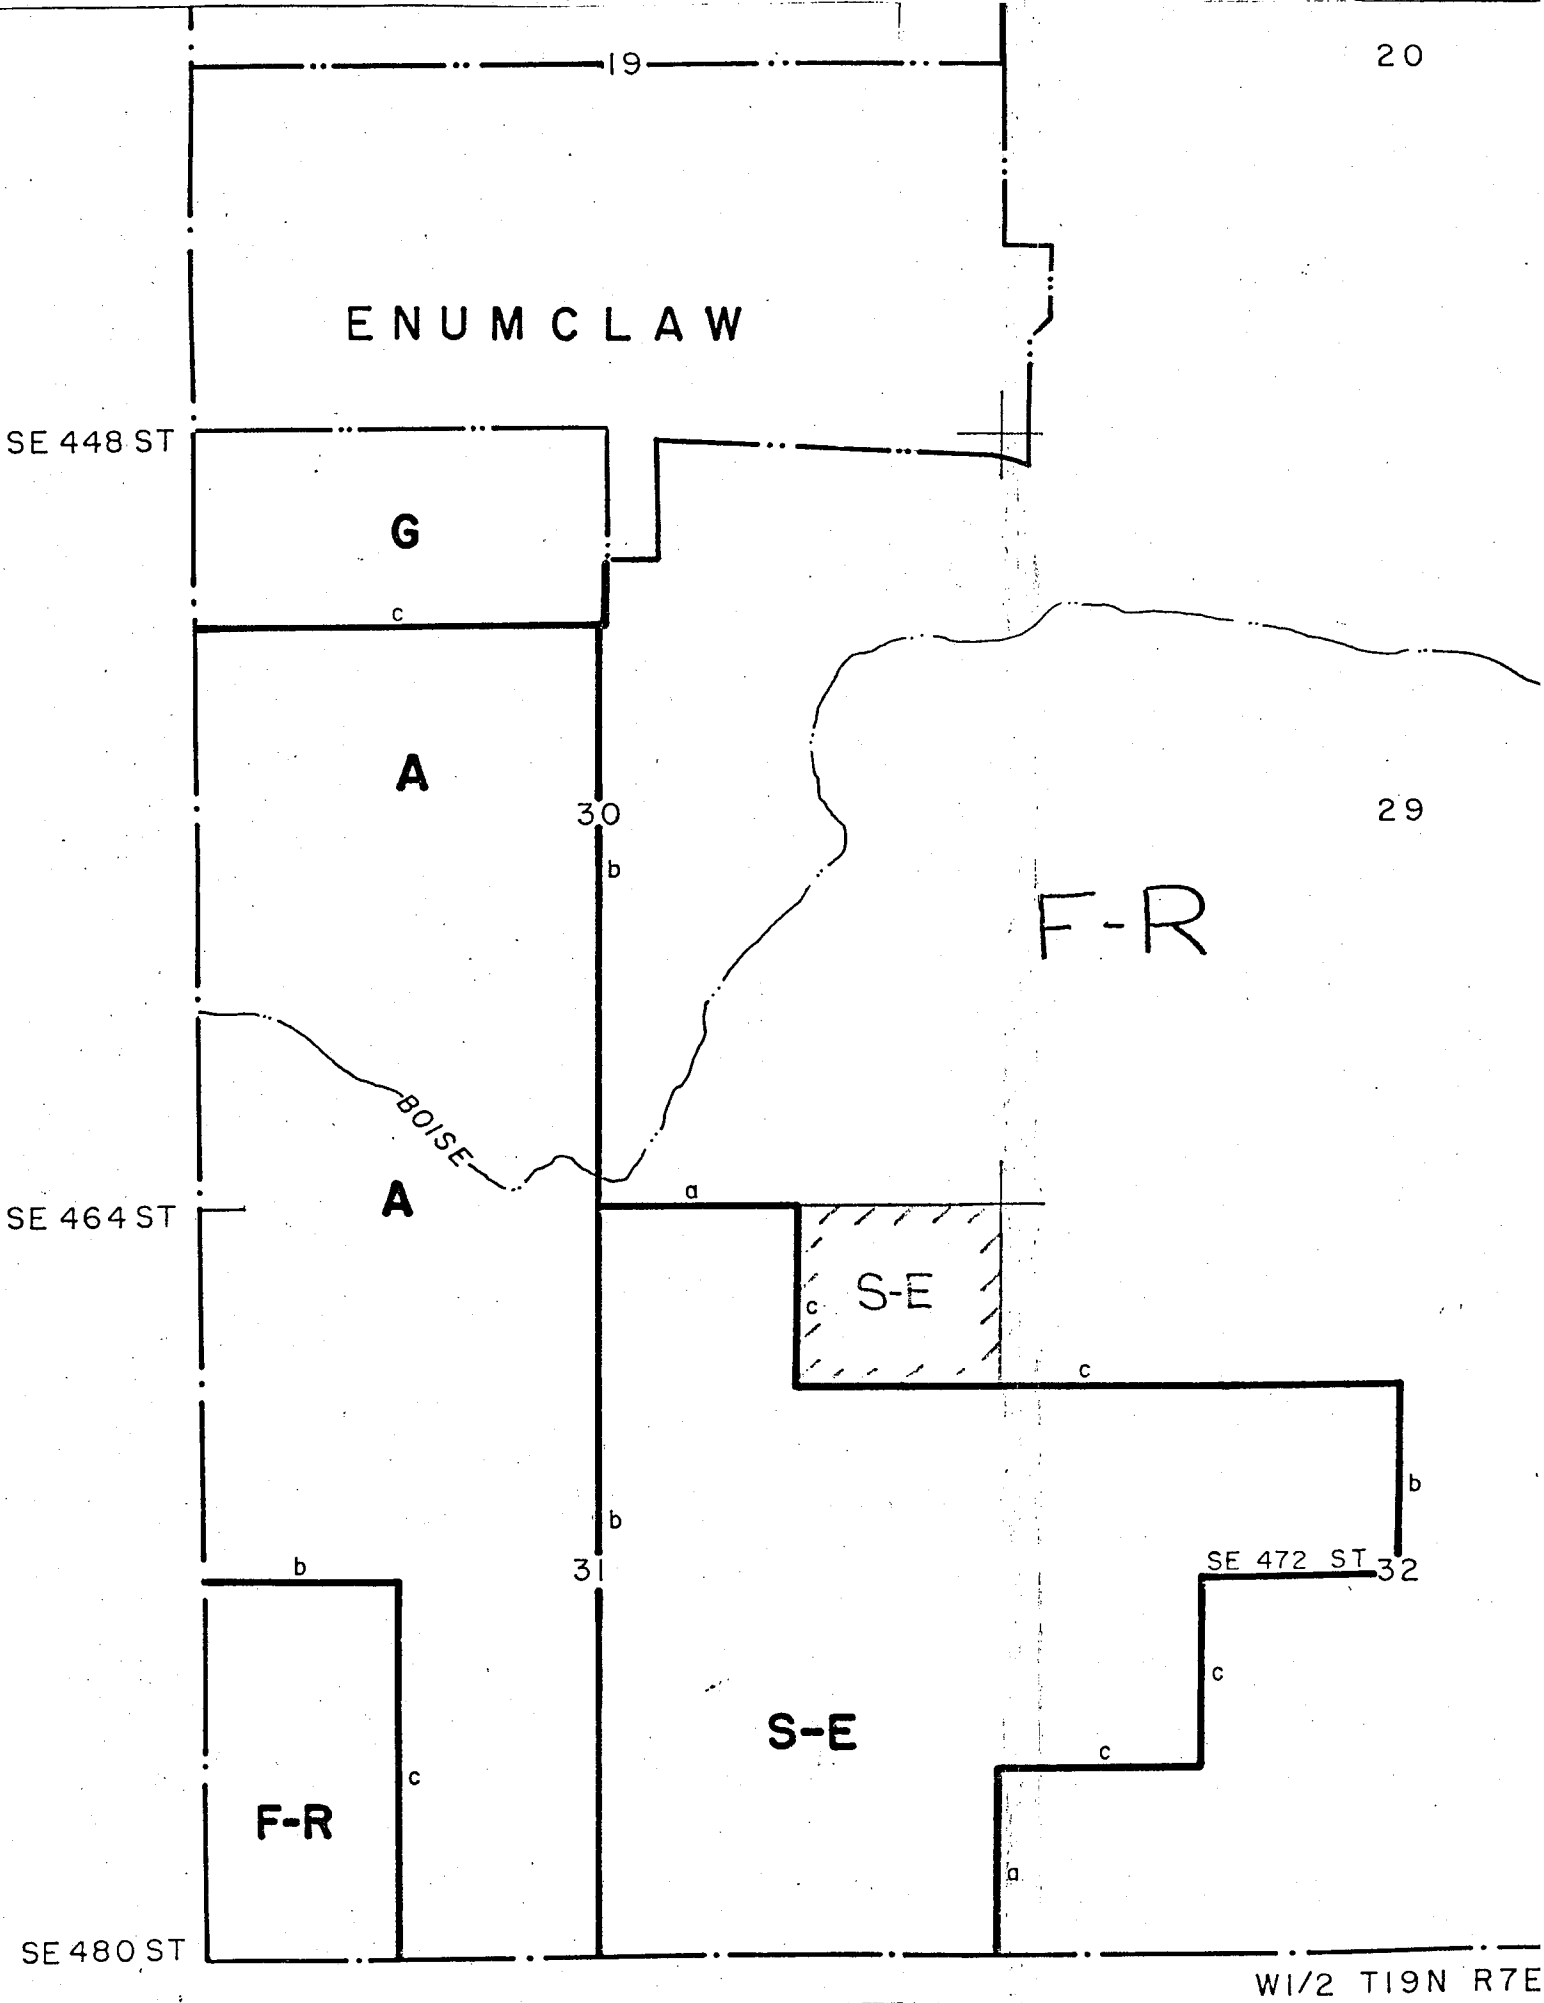 19
20
ENUMCLAW
SE 448 ST
G
c
A
30
29
b
F-R
BOISE
A
a
SE 464 ST
S-E
c
c
b
b
SE 472 ST
32
b
31
c
S-E
c
c
F-R
a
SE 480 ST
W1/2 T19N R7E